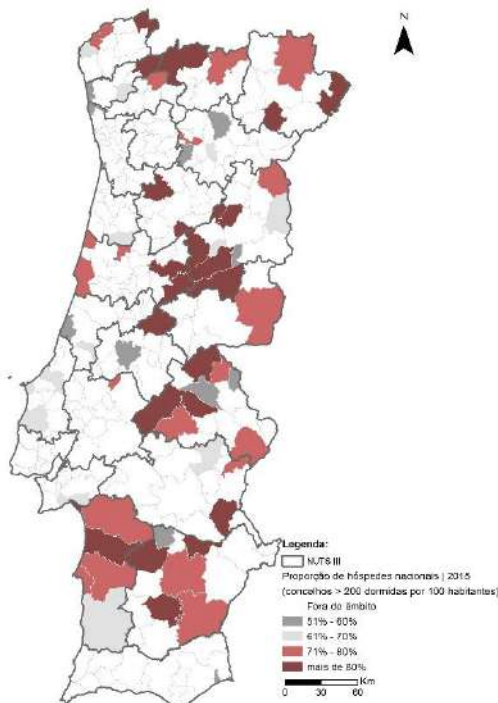 N
Legenda:
NUTS III
Proporção de hóspedes nacionais | 2015
(concelhos > 200 dormidas por 100 habitantes)
Fora do âmbito
51% - 60%
61% - 70%
71% - 80%
mais de 80%
Km
0 30 60